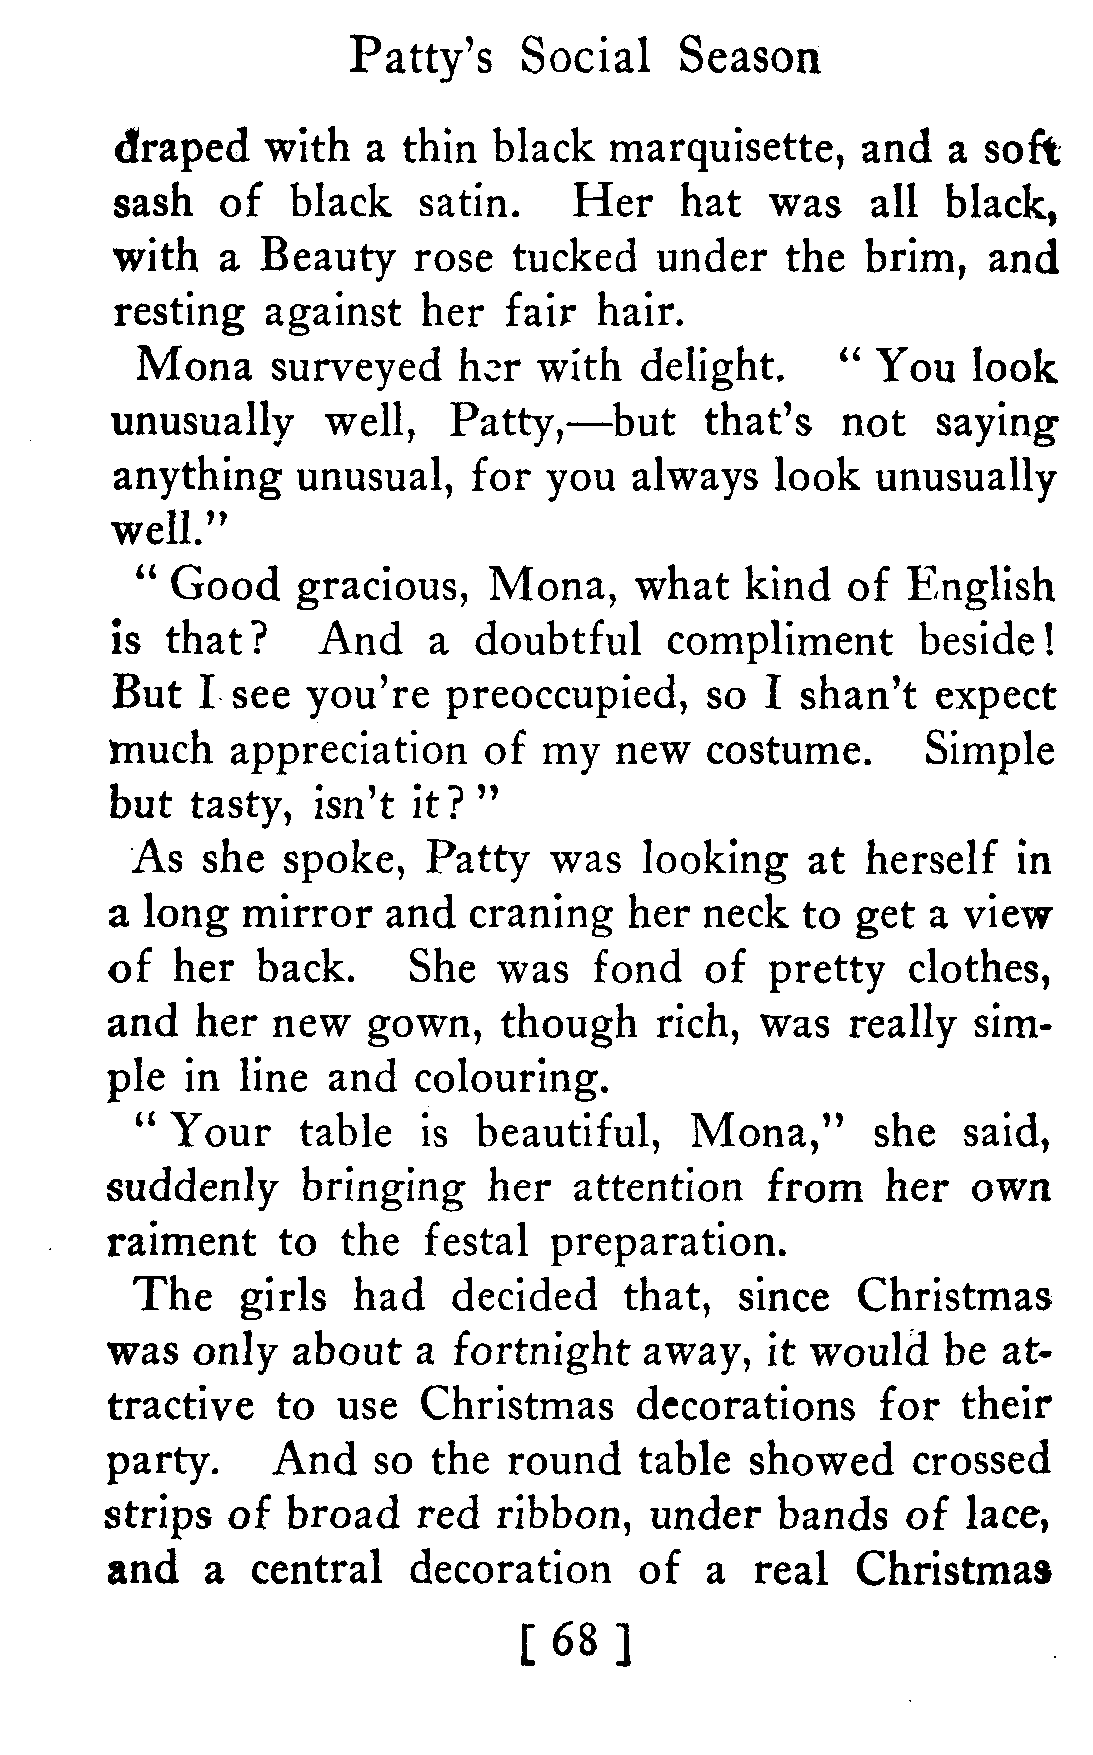 Patty's Social Season
draped with a thin black marquisette, and a soft
sash of black satin. Her hat was all black,
with a Beauty rose tucked under the brim, and
resting against her fair hair.
Mona surveyed her with delight. " You look
unusually well, Patty,—but that's not saying
anything unusual, for you always look unusually
well."
" Good gracious, Mona, what kind of English
is that? And a doubtful compliment beside!
But I see you're preoccupied, so I shan't expect
much appreciation of my new costume. Simple
but tasty, isn't it? "
As she spoke, Patty was looking at herself in
a long mirror and craning her neck to get a view
of her back. She was fond of pretty clothes,
and her new gown, though rich, was really sim-
ple in line and colouring.
" Your table is beautiful, Mona," she said,
suddenly bringing her attention from her own
raiment to the festal preparation.
The girls had decided that, since Christmas
was only about a fortnight away, it would be at-
tractive to use Christmas decorations for their
party. And so the round table showed crossed
strips of broad red ribbon, under bands of lace,
and a central decoration of a real Christmas
[ 68 ]